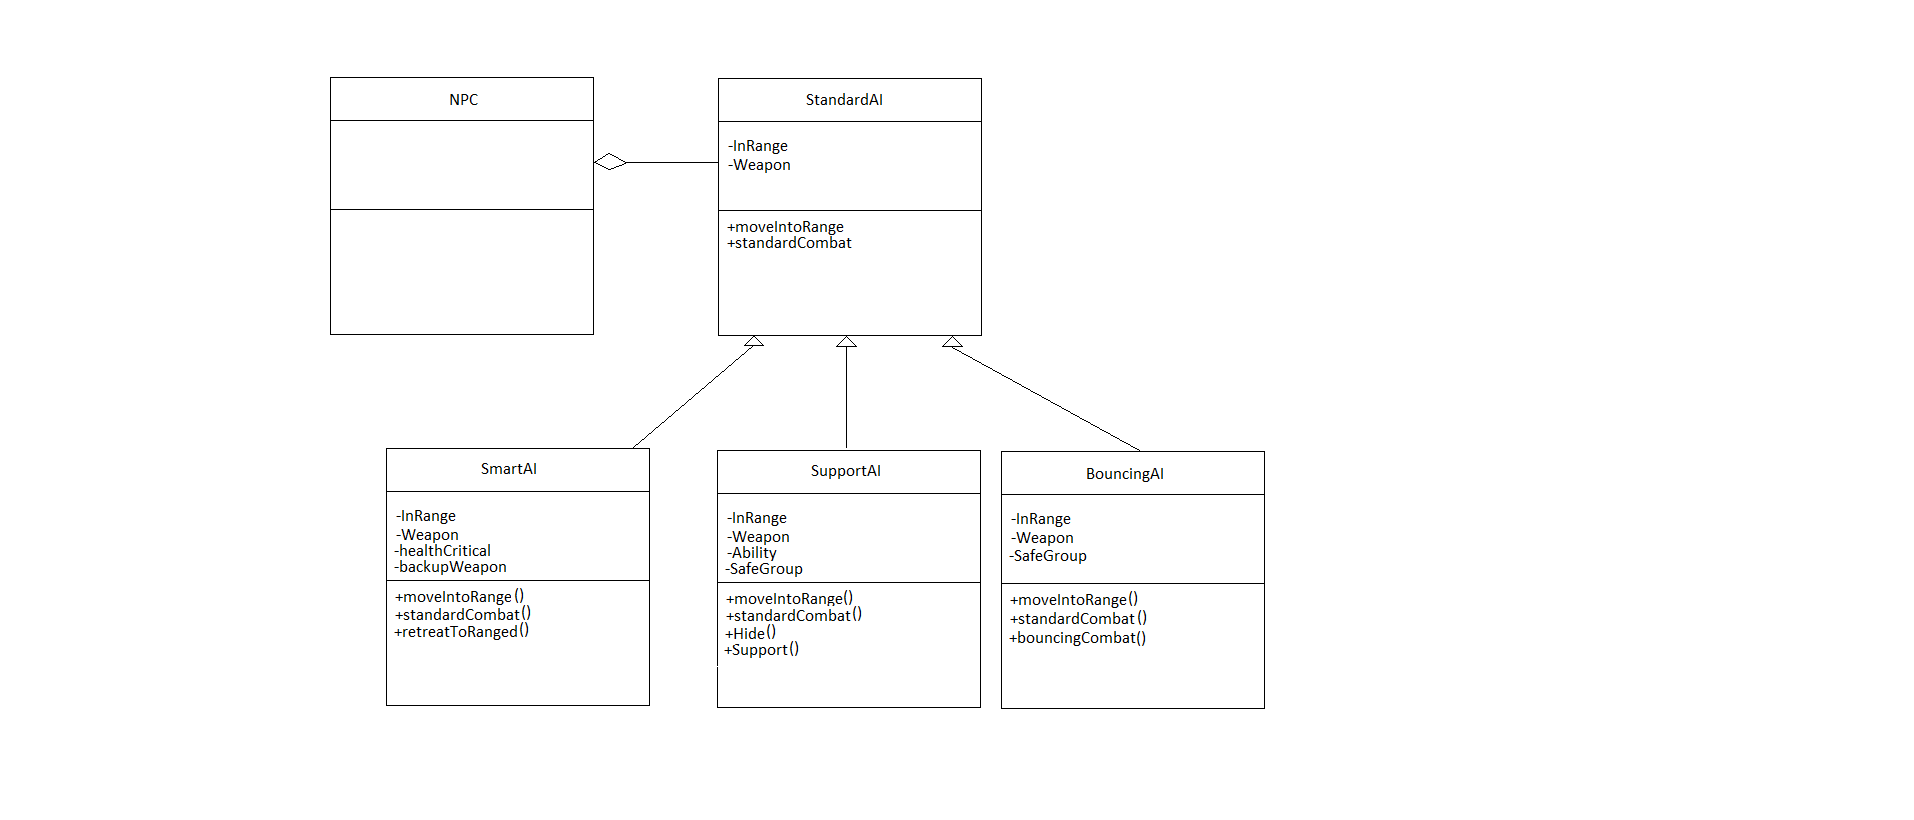 NPC
StandardAI
-InRange
-Weapon
+moveIntoRange
+standardCombat
SmartAI
-InRange
-Weapon
-healthCritical
-backupWeapon
+moveIntoRange()
+standardCombat()
+retreatToRanged()
SupportAI
-InRange
-Weapon
-Ability
-SafeGroup
+moveIntoRange()
+standardCombat()
+Hide()
+Support()
BouncingAI
-InRange
-Weapon
-SafeGroup
+moveIntoRange()
+standardCombat()
+bouncingCombat()